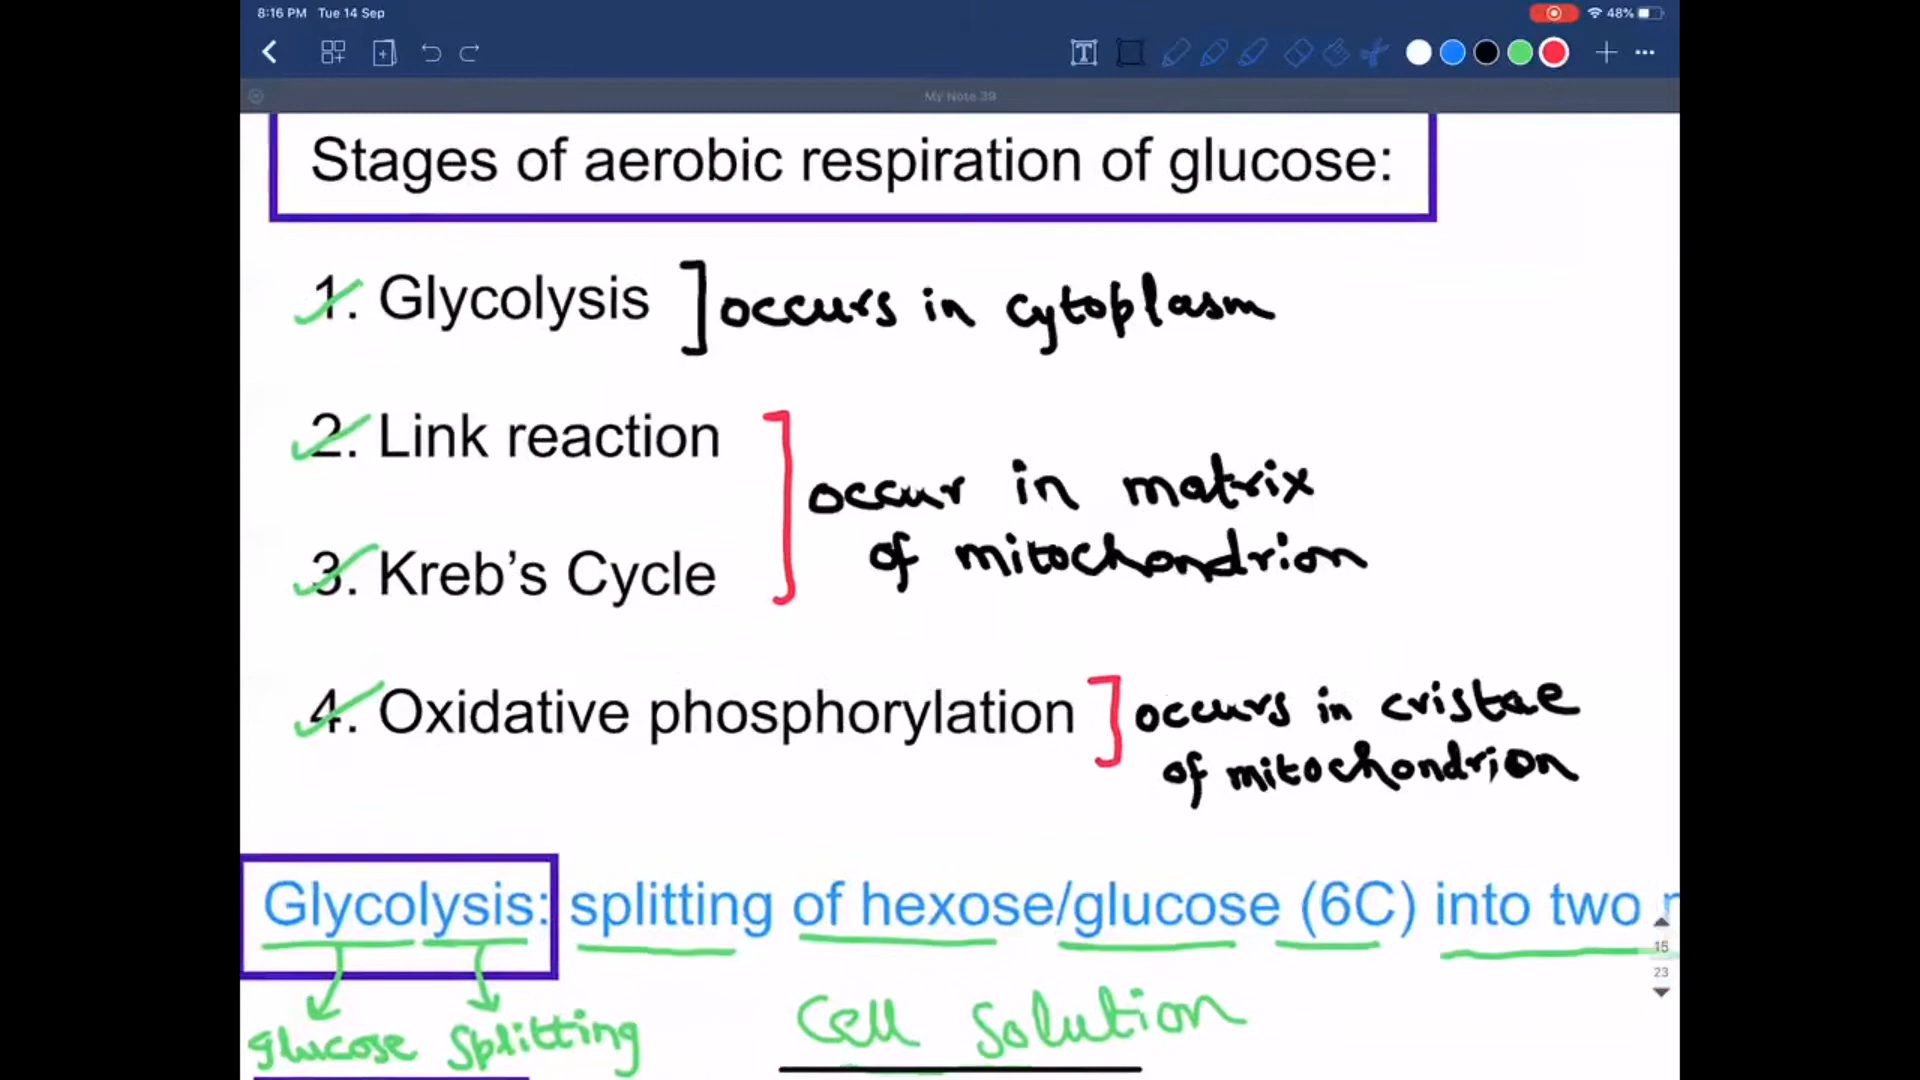 8:16 PM Tue 14 Sep
48%
My Note 39
Stages of aerobic respiration of glucose:
1. Glycolysis ] occurs in cytoplasm
2. Link reaction
occur in matrix
of mitochondrion
3. Kreb's Cycle
4. Oxidative phosphorylation ] occurs in cristae
of mitochondrion
Glycolysis: splitting of hexose/glucose (6C) into two
15
23
glucose splitting
Cell Solution